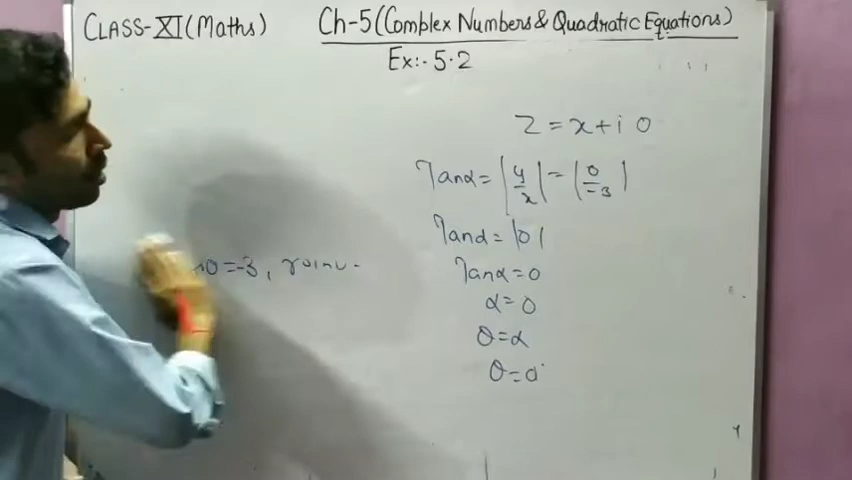 CLASS-XI(Maths)
Ch-5(Complex Numbers & Quadratic Equations)
Ex:- 5.2
Z = x + i 0
Tanα = |y/x| = |0/-3|
Tanα = |0|
Tanα = 0
α = 0
θ = α
θ = 0
θ = -3,